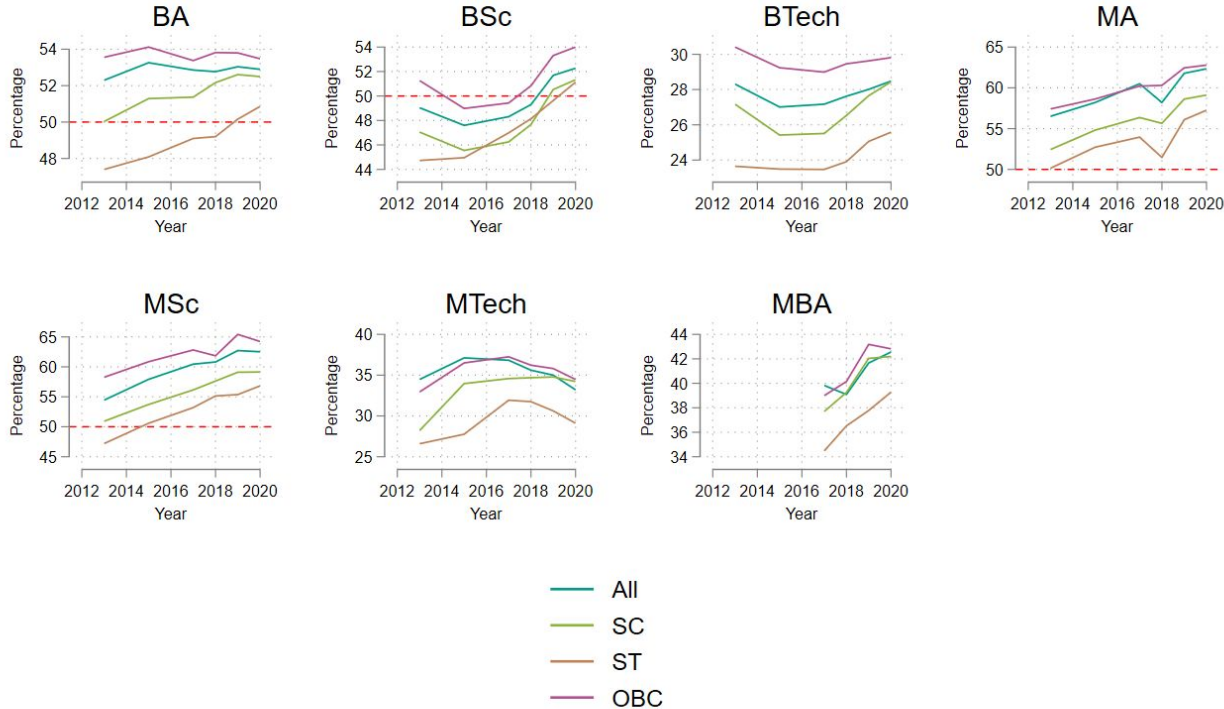 BA
BSc
BTech
MA
Percentage
54
52
50
48
2012 2014 2016 2018 2020
Year
Percentage
54
52
50
48
46
44
2012 2014 2016 2018 2020
Year
Percentage
30
28
26
24
2012 2014 2016 2018 2020
Year
Percentage
65
60
55
50
2012 2014 2016 2018 2020
Year
MSc
MTech
MBA
Percentage
65
60
55
50
45
2012 2014 2016 2018 2020
Year
Percentage
40
35
30
25
2012 2014 2016 2018 2020
Year
Percentage
44
42
40
38
36
34
2012 2014 2016 2018 2020
Year
All
SC
ST
OBC